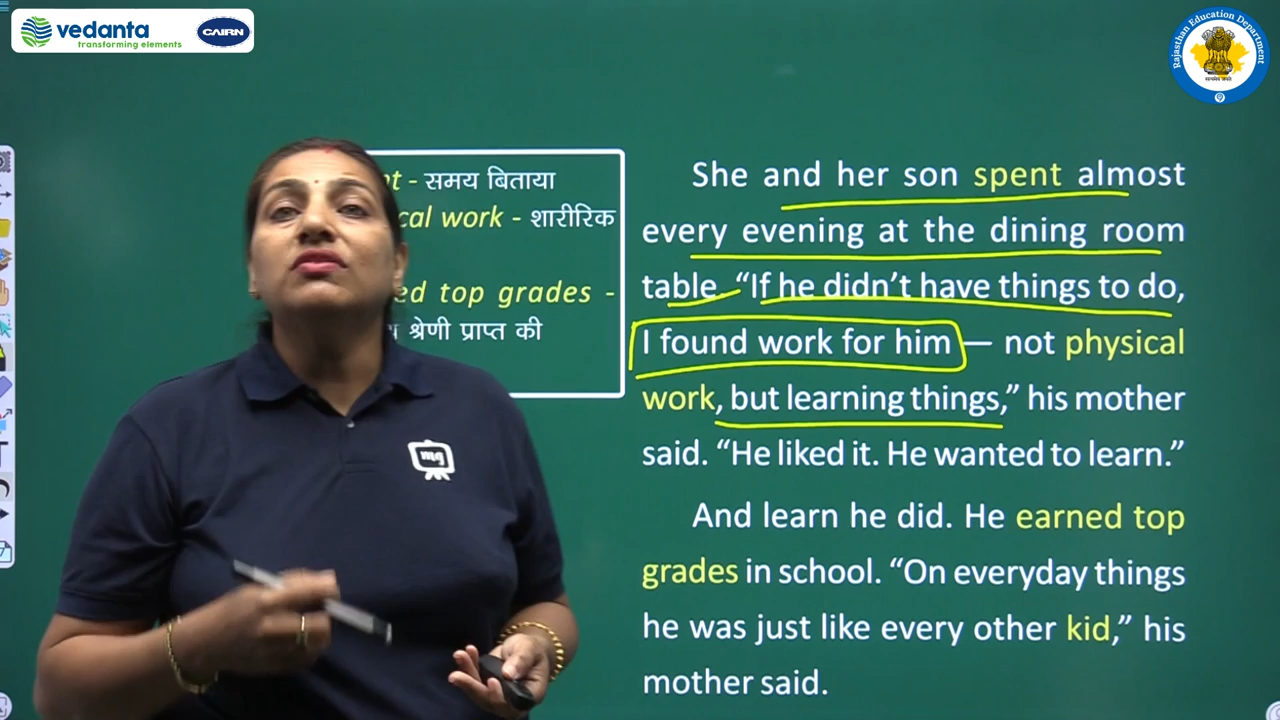 vedanta
transforming elements
CAIRN
Rajasthan Education Department
- समय बिताया
work - शारीरिक
top grades -
श्रेणी प्राप्त की
mg
She and her son spent almost
every evening at the dining room
table. “If he didn’t have things to do,
I found work for him — not physical
work, but learning things,” his mother
said. “He liked it. He wanted to learn.”
And learn he did. He earned top
grades in school. “On everyday things
he was just like every other kid,” his
mother said.